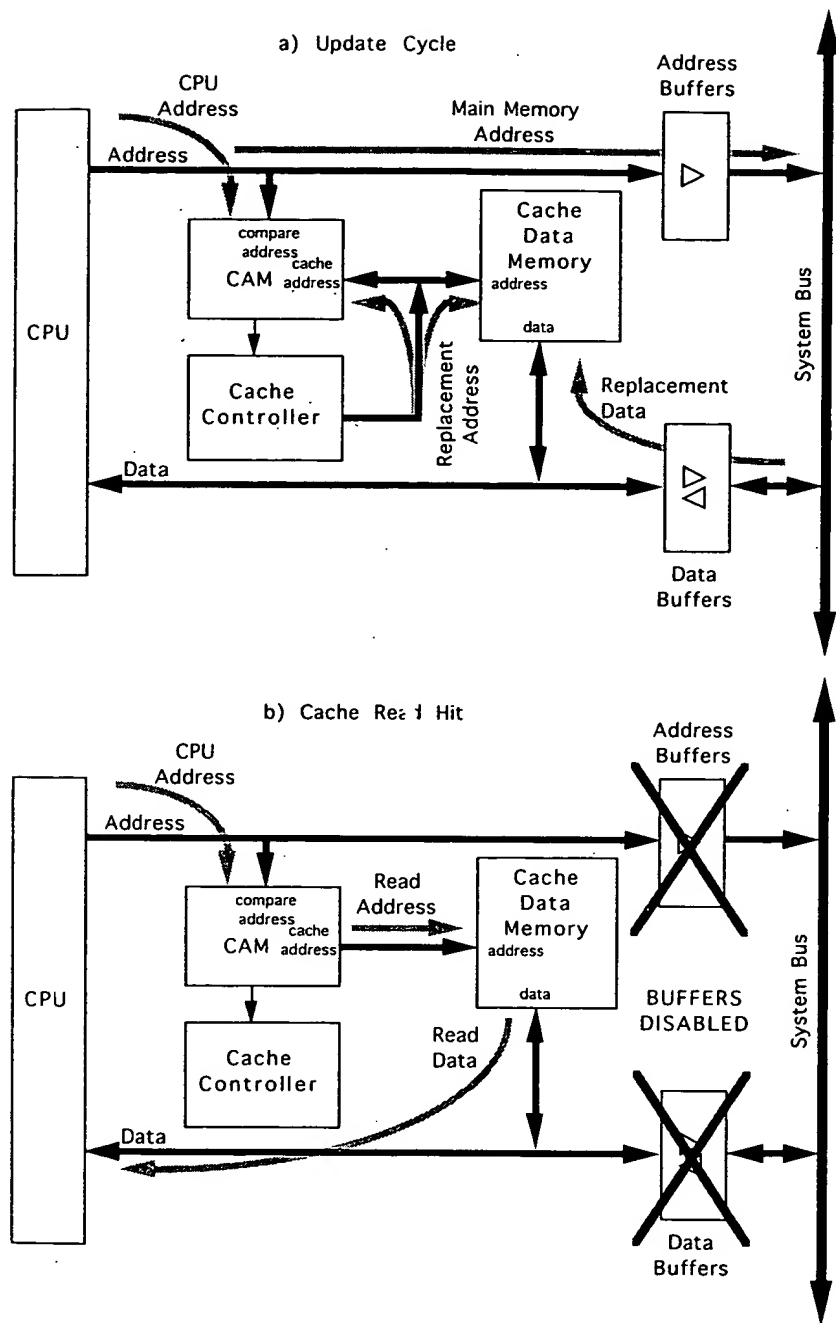 a) Update Cycle
CPU
Address
Address
Buffers
Main Memory
Address
Address
compare
address
cache
address
CAM
Cache
Data
Memory
address
data
CPU
Cache
Controller
Replacement
Address
Replacement
Data
System Bus
Data
Data
Buffers
b) Cache Read Hit
CPU
Address
Address
Buffers
Address
compare
address
cache
address
CAM
Read
Address
Cache
Data
Memory
address
data
CPU
BUFFERS
DISABLED
System Bus
Cache
Controller
Read
Data
Data
Data
Buffers